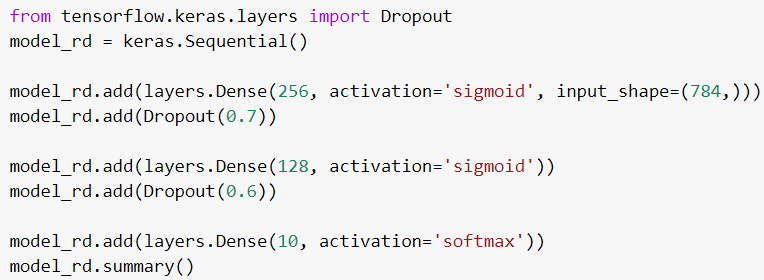 from tensorflow.keras.layers import Dropout
model_rd = keras.Sequential()
model_rd.add(layers.Dense(256, activation='sigmoid', input_shape=(784,)))
model_rd.add(Dropout(0.7))
model_rd.add(layers.Dense(128, activation='sigmoid'))
model_rd.add(Dropout(0.6))
model_rd.add(layers.Dense(10, activation='softmax'))
model_rd.summary()